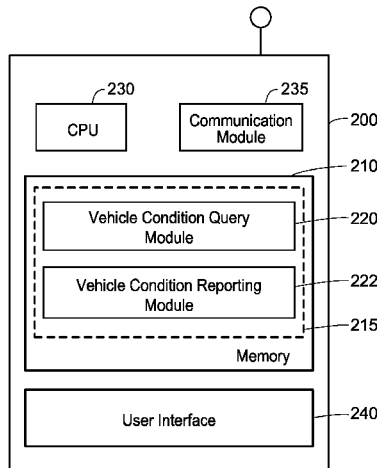 230
235
CPU
Communication
Module
200
210
Vehicle Condition Query
Module
220
Vehicle Condition Reporting
Module
222
215
Memory
User Interface
240